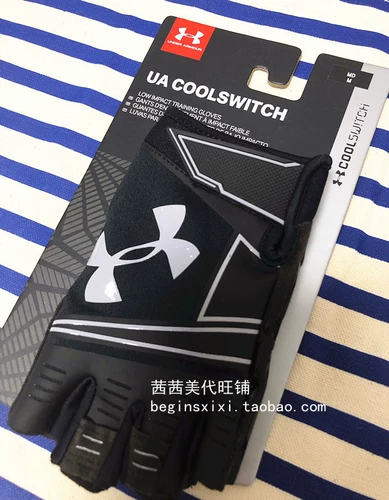 UNDER ARMOUR
UA COOLSWITCH
LOW IMPACT TRAINING GLOVES
GANTS D'EN MENT À IMPACT FAIBLE
GUANTES D
LUVAS PAR
MD
M
COOLSWITCH
茜茜美代旺铺
beginsxixi.taobao.com